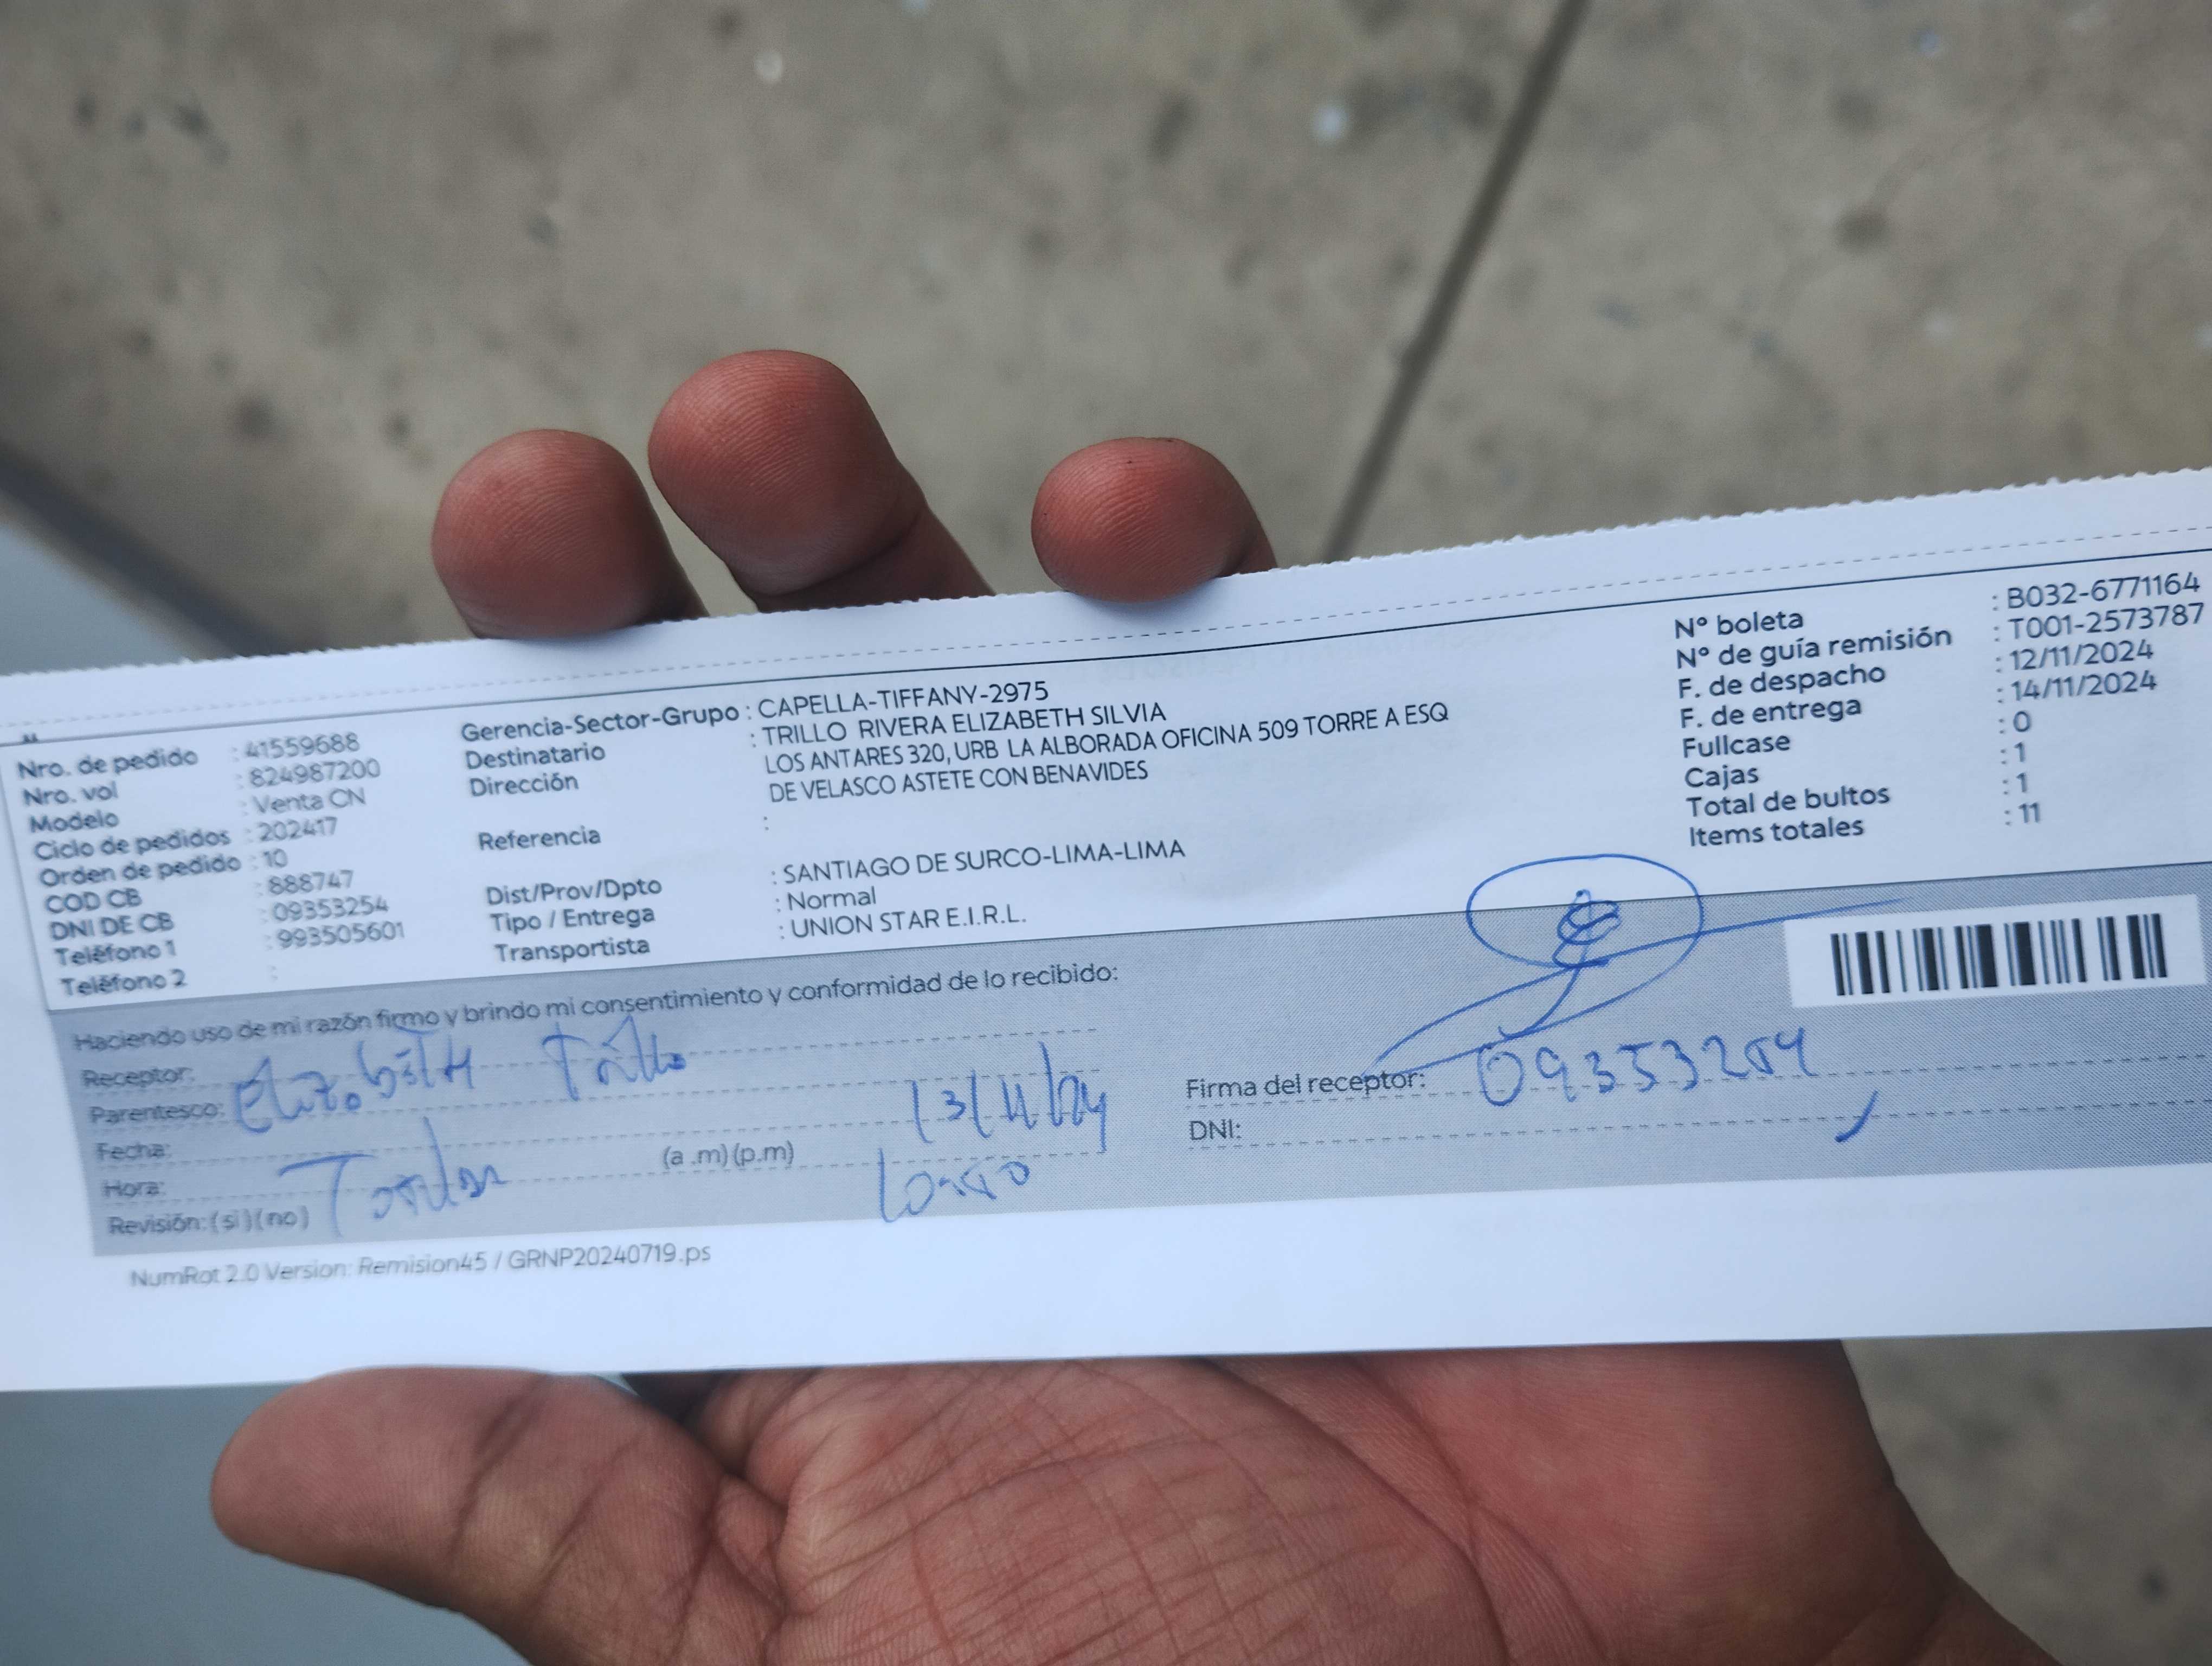 Nro. de pedido : 41559688
Nro. vol : 824987200
Modelo : Venta CN
Ciclo de pedidos : 202417
Orden de pedido : 10
COD CB : 888747
DNI DE CB : 09353254
Teléfono 1 : 993505601
Teléfono 2 :
Gerencia-Sector-Grupo : CAPELLA-TIFFANY-2975
Destinatario : TRILLO RIVERA ELIZABETH SILVIA
Dirección LOS ANTARES 320, URB LA ALBORADA OFICINA 509 TORRE A ESQ
DE VELASCO ASTETE CON BENAVIDES
Referencia :
Dist/Prov/Dpto : SANTIAGO DE SURCO-LIMA-LIMA
Tipo / Entrega : Normal
Transportista : UNION STAR E.I.R.L.
Nº boleta : B032-6771164
Nº de guía remisión : T001-2573787
F. de despacho : 12/11/2024
F. de entrega : 14/11/2024
Fullcase : 0
Cajas : 1
Total de bultos : 1
Items totales : 11
Haciendo uso de mi razón firmo y brindo mi consentimiento y conformidad de lo recibido:
Receptor: Elizabeth Trillo
Parentesco:
Fecha: 13/11/24
Hora: (a .m) (p.m)
Revisión: (si) (no)
Firma del receptor: 09353254
DNI:
NumRot 2.0 Version: Remision45 / GRNP20240719.ps